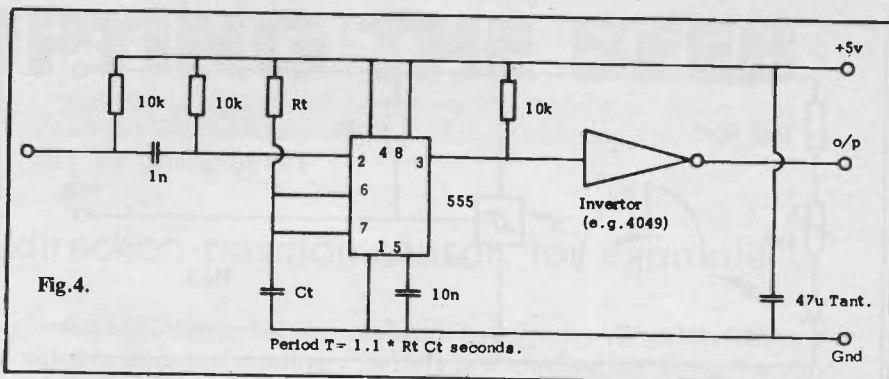 +5v
10k
10k
Rt
10k
o/p
1n
2
4 8
3
6
555
7
Invertor
(e.g.4049)
1 5
Fig.4.
Ct
10n
47u Tant.
Period T= 1.1 * Rt Ct seconds.
Gnd